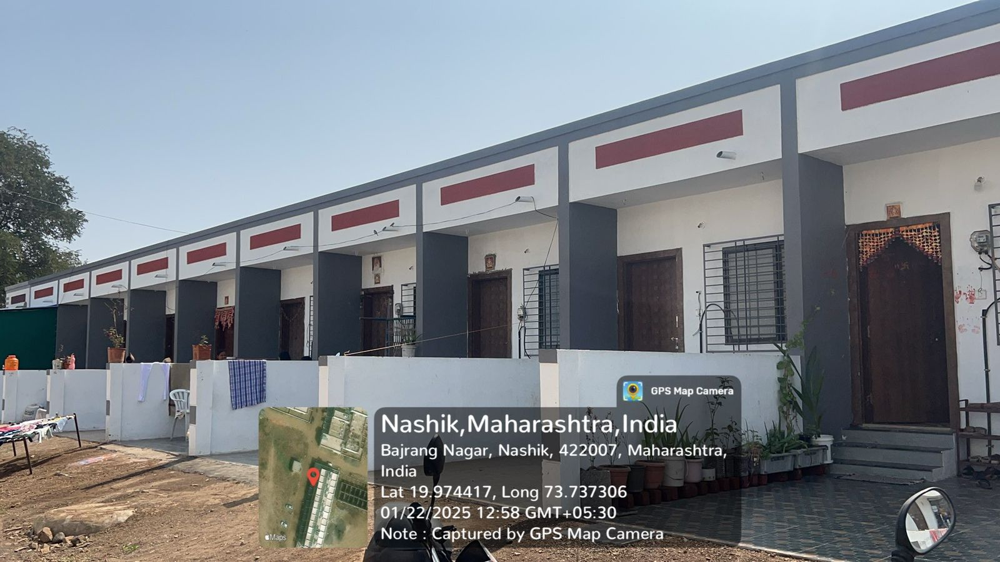 GPS Map Camera
Nashik,Maharashtra,India
Bajrang Nagar, Nashik, 422007, Maharashtra,
India
Lat 19.974417, Long 73.737306
01/22/2025 12:58 GMT+05:30
Note : Captured by GPS Map Camera
Maps